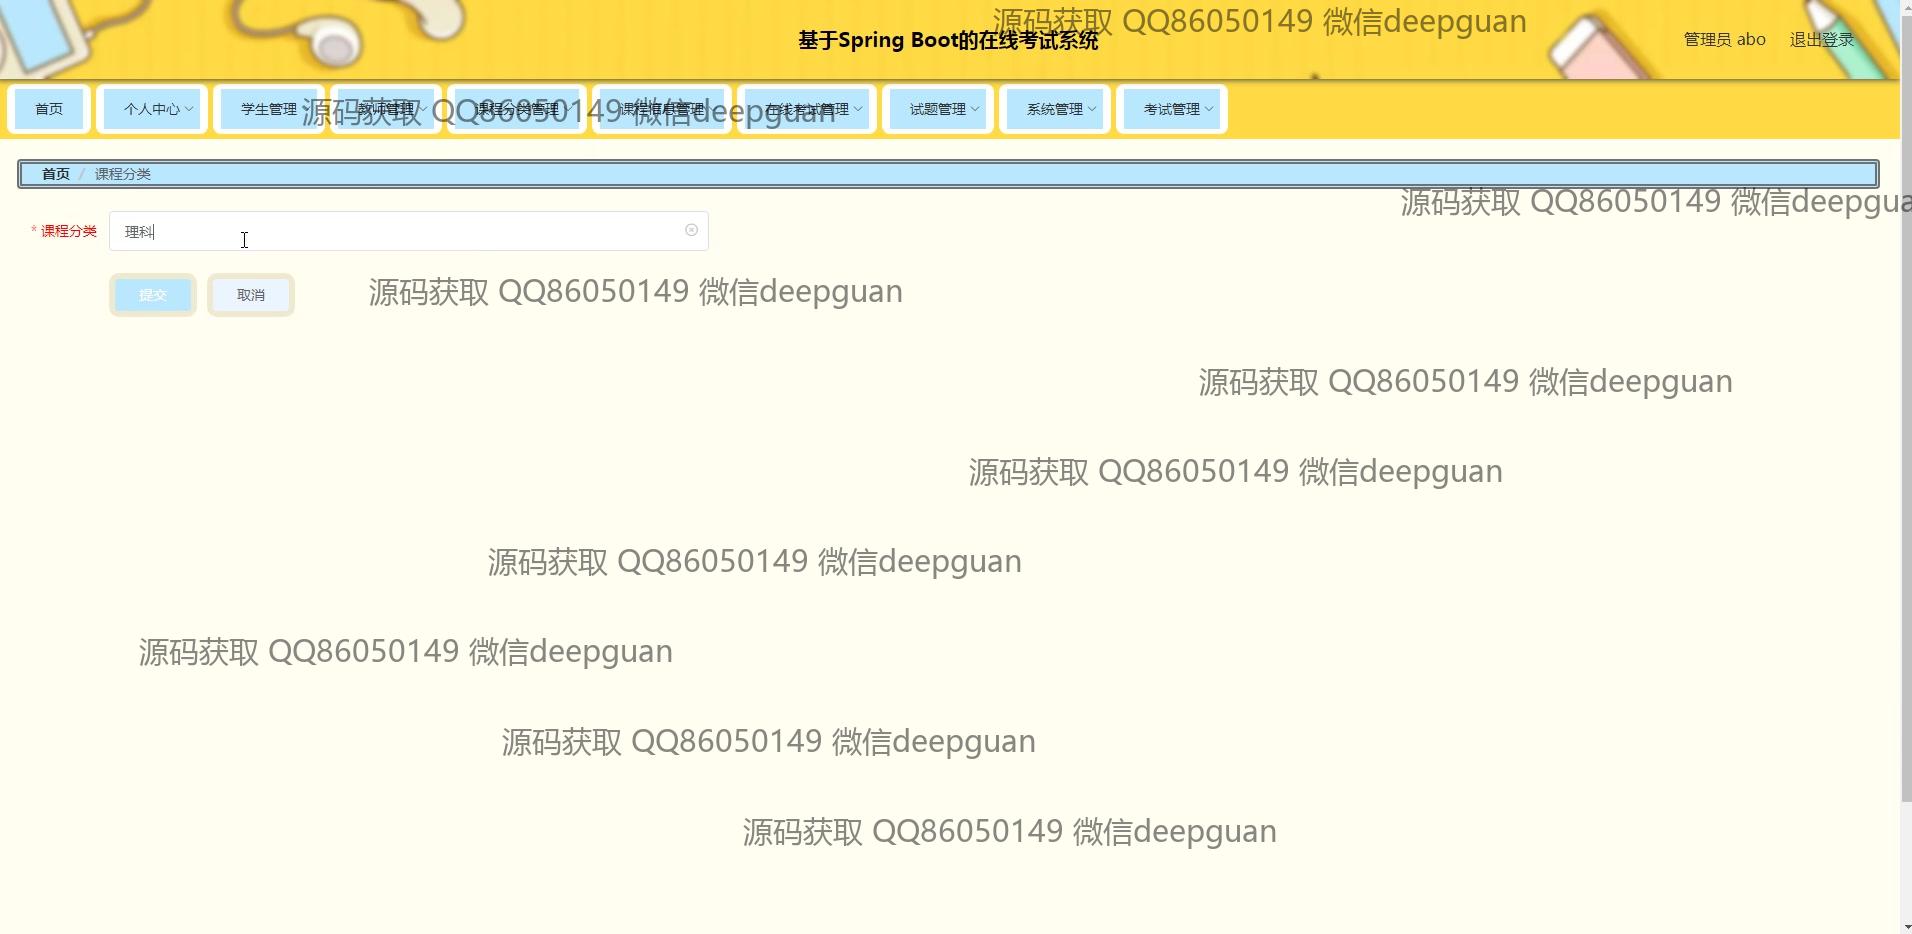 源码获取 QQ86050149 微信deepguan
基于Spring Boot的在线考试系统
管理员 abo
退出登录
首页
个人中心
学生管理
教师管理
课程分类管理
课程信息管理
在线考试管理
试题管理
系统管理
考试管理
源码获取 QQ86050149 微信deepguan
首页 / 课程分类
源码获取 QQ86050149 微信deepgua
* 课程分类
理科
提交
取消
源码获取 QQ86050149 微信deepguan
源码获取 QQ86050149 微信deepguan
源码获取 QQ86050149 微信deepguan
源码获取 QQ86050149 微信deepguan
源码获取 QQ86050149 微信deepguan
源码获取 QQ86050149 微信deepguan
源码获取 QQ86050149 微信deepguan